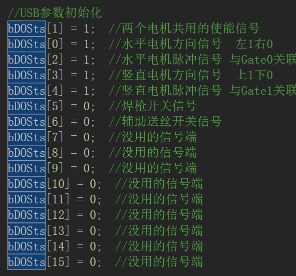 //USB参数初始化
bDOSts[1] = 1;  //两个电机共用的使能信号
bDOSts[0] = 1;  //水平电机方向信号  左1右0
bDOSts[2] = 1;  //水平电机脉冲信号 与Gate0关联
bDOSts[3] = 1;  //竖直电机方向信号  上1下0
bDOSts[4] = 1;  //竖直电机脉冲信号 与Gate1关联
bDOSts[5] = 0;  //焊枪开关信号
bDOSts[6] = 0;  //辅助送丝开关信号
bDOSts[7] = 0;  //没用的信号端
bDOSts[8] = 0;  //没用的信号端
bDOSts[9] = 0;  //没用的信号端
bDOSts[10] = 0;  //没用的信号端
bDOSts[11] = 0;  //没用的信号端
bDOSts[12] = 0;  //没用的信号端
bDOSts[13] = 0;  //没用的信号端
bDOSts[14] = 0;  //没用的信号端
bDOSts[15] = 0;  //没用的信号端